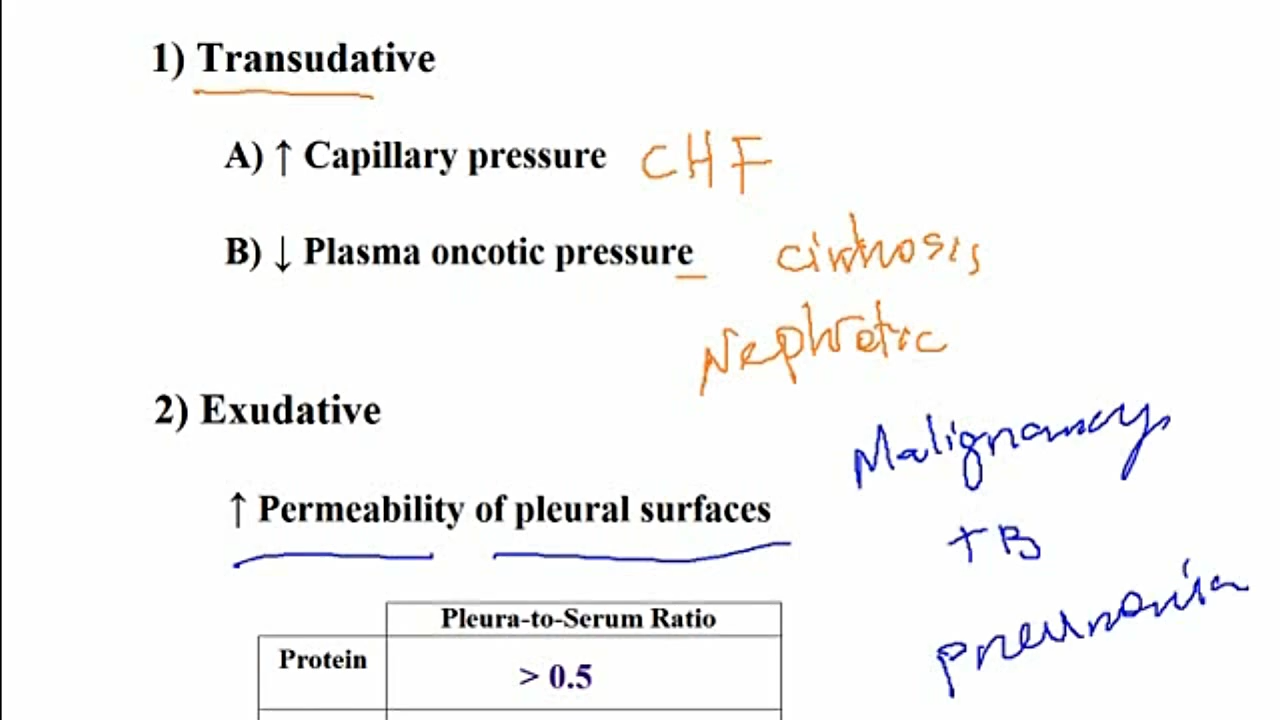 1) Transudative
A) ↑ Capillary pressure CHF
B) ↓ Plasma oncotic pressure cirrhosis
Nephrotic
2) Exudative
Malignancy
↑ Permeability of pleural surfaces
TB
pneumonia
Pleura-to-Serum Ratio
Protein > 0.5